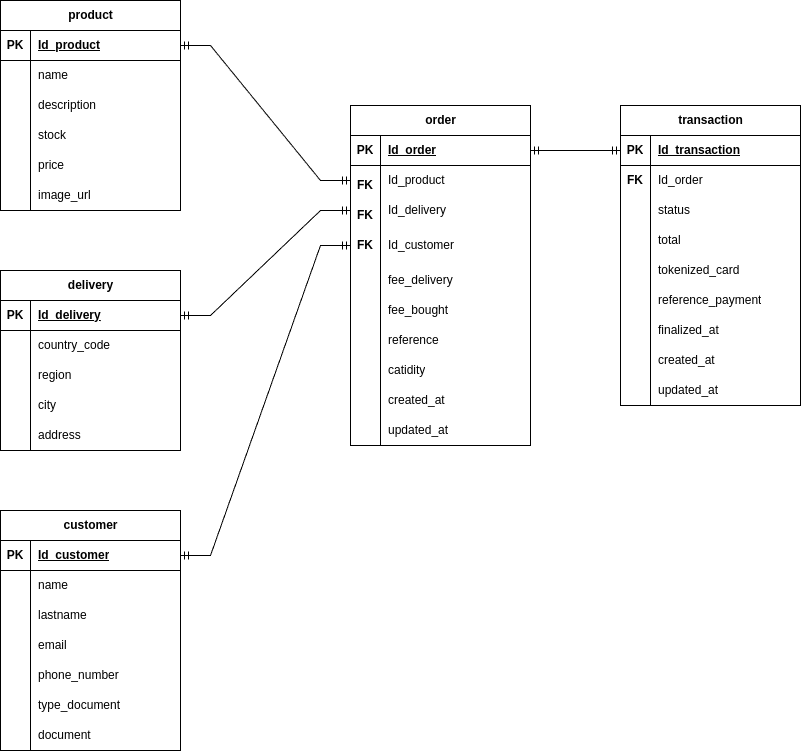 product
PK Id_product
name
description
stock
price
image_url
delivery
PK Id_delivery
country_code
region
city
address
customer
PK Id_customer
name
lastname
email
phone_number
type_document
document
order
PK Id_order
FK Id_product
FK Id_delivery
FK Id_customer
fee_delivery
fee_bought
reference
catidity
created_at
updated_at
transaction
PK Id_transaction
FK Id_order
status
total
tokenized_card
reference_payment
finalized_at
created_at
updated_at